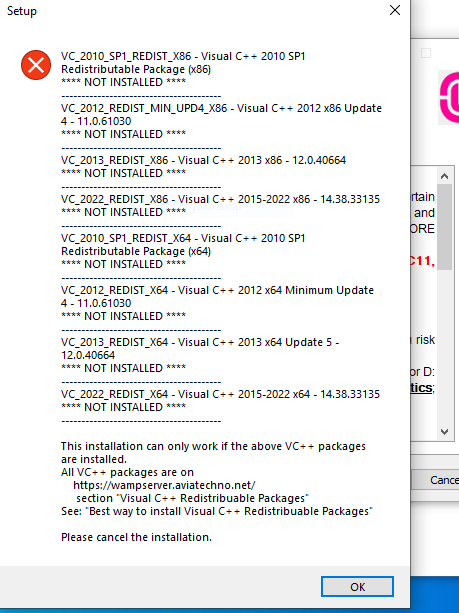 Setup
VC_2010_SP1_REDIST_X86 - Visual C++ 2010 SP1
Redistributable Package (x86)
**** NOT INSTALLED ****
----------------------------------------
VC_2012_REDIST_MIN_UPD4_X86 - Visual C++ 2012 x86 Update
4 - 11.0.61030
**** NOT INSTALLED ****
----------------------------------------
VC_2013_REDIST_X86 - Visual C++ 2013 x86 - 12.0.40664
**** NOT INSTALLED ****
----------------------------------------
VC_2022_REDIST_X86 - Visual C++ 2015-2022 x86 - 14.38.33135
**** NOT INSTALLED ****
----------------------------------------
VC_2010_SP1_REDIST_X64 - Visual C++ 2010 SP1
Redistributable Package (x64)
**** NOT INSTALLED ****
----------------------------------------
VC_2012_REDIST_X64 - Visual C++ 2012 x64 Minimum Update
4 - 11.0.61030
**** NOT INSTALLED ****
----------------------------------------
VC_2013_REDIST_X64 - Visual C++ 2013 x64 Update 5 -
12.0.40664
**** NOT INSTALLED ****
----------------------------------------
VC_2022_REDIST_X64 - Visual C++ 2015-2022 x64 - 14.38.33135
**** NOT INSTALLED ****
----------------------------------------
This installation can only work if the above VC++ packages
are installed.
All VC++ packages are on
https://wampserver.aviatechno.net/
section "Visual C++ Redistribuable Packages"
See: "Best way to install Visual C++ Redistribuable Packages"
Please cancel the installation.
OK
rtain
and
ORE
C11,
risk
or D:
tics;
Cance